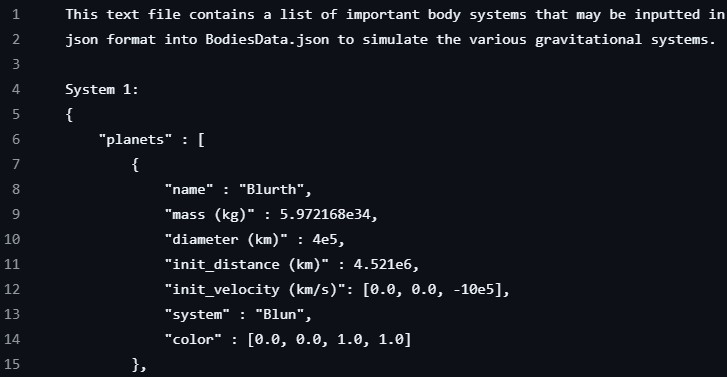 1 This text file contains a list of important body systems that may be inputted in
2 json format into BodiesData.json to simulate the various gravitational systems.
3
4 System 1:
5 {
6 "planets" : [
7 {
8 "name" : "Blurth",
9 "mass (kg)" : 5.972168e34,
10 "diameter (km)" : 4e5,
11 "init_distance (km)" : 4.521e6,
12 "init_velocity (km/s)": [0.0, 0.0, -10e5],
13 "system" : "Blun",
14 "color" : [0.0, 0.0, 1.0, 1.0]
15 },